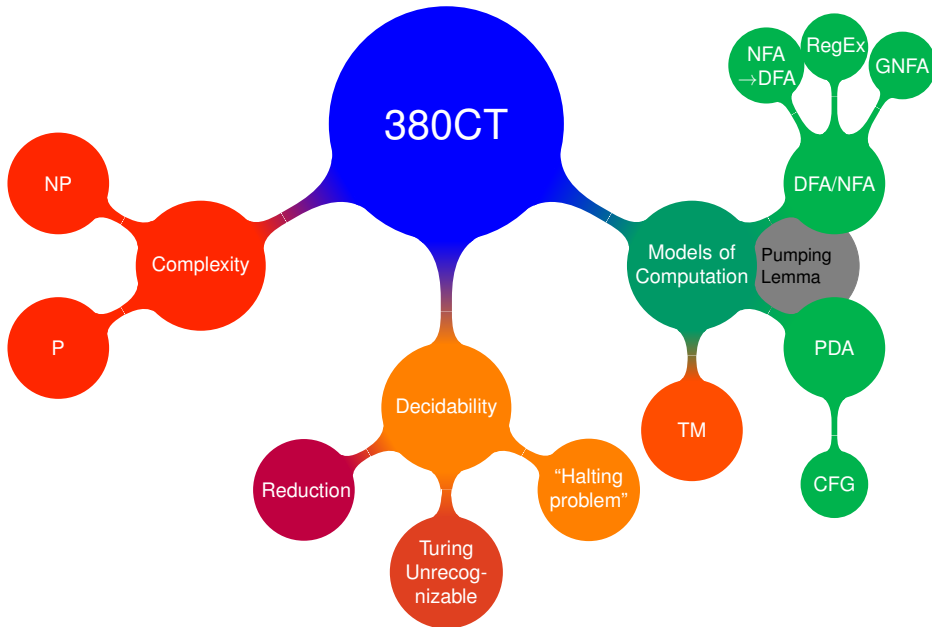 380CT
NFA
→DFA
RegEx
GNFA
NP
DFA/NFA
Complexity
Models of
Computation
Pumping
Lemma
P
PDA
Decidability
TM
Reduction
“Halting
problem”
CFG
Turing
Unrecog-
nizable